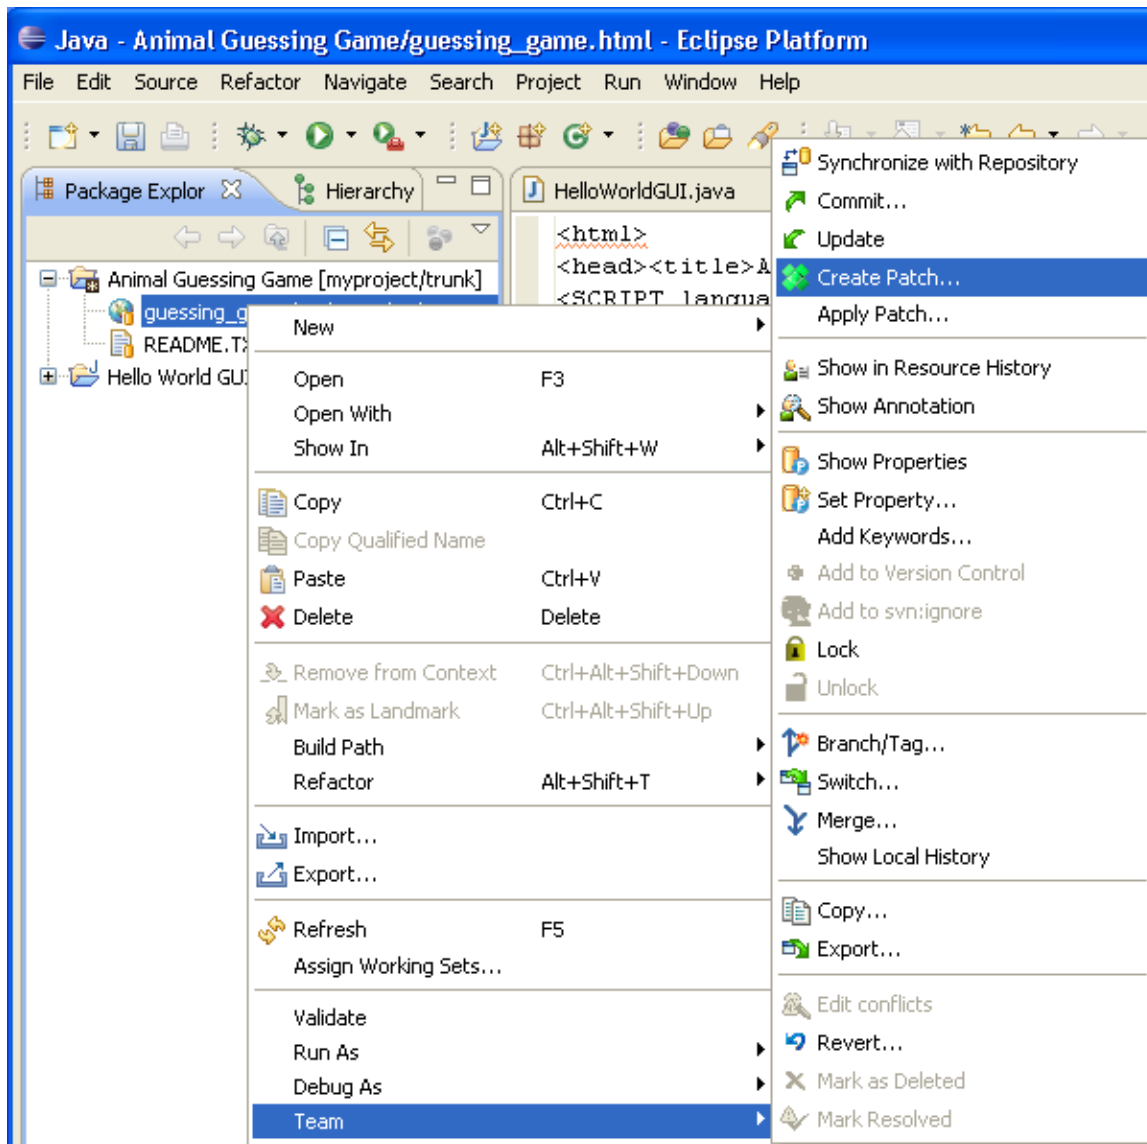 Java - Animal Guessing Game/guessing_game.html - Eclipse Platform
File Edit Source Refactor Navigate Search Project Run Window Help
Package Explor Hierarchy
HelloWorldGUI.java
Animal Guessing Game [myproject/trunk]
guessing_g
README.TX
Hello World GUI
<html>
<head><title>A
<SCRIPT langua
New
Open F3
Open With
Show In Alt+Shift+W
Copy Ctrl+C
Copy Qualified Name
Paste Ctrl+V
Delete Delete
Remove from Context Ctrl+Alt+Shift+Down
Mark as Landmark Ctrl+Alt+Shift+Up
Build Path
Refactor Alt+Shift+T
Import...
Export...
Refresh F5
Assign Working Sets...
Validate
Run As
Debug As
Team
Synchronize with Repository
Commit...
Update
Create Patch...
Apply Patch...
Show in Resource History
Show Annotation
Show Properties
Set Property...
Add Keywords...
Add to Version Control
Add to svn:ignore
Lock
Unlock
Branch/Tag...
Switch...
Merge...
Show Local History
Copy...
Export...
Edit conflicts
Revert...
Mark as Deleted
Mark Resolved